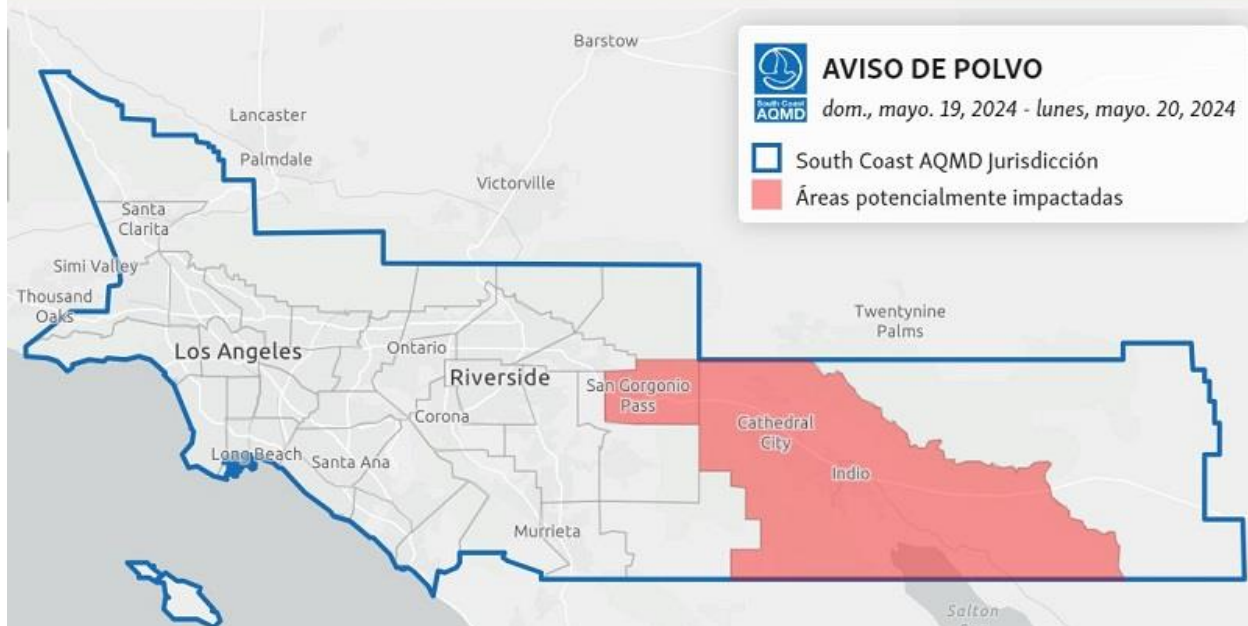 Barstow
AVISO DE POLVO
South Coast
AQMD
dom., mayo. 19, 2024 - lunes, mayo. 20, 2024
South Coast AQMD Jurisdicción
Áreas potencialmente impactadas
Lancaster
Palmdale
Victorville
Santa
Clarita
Simi Valley
Thousand
Oaks
Twentynine
Palms
Los Angeles
Ontario
Riverside
San Gorgonio
Pass
Corona
Cathedral
City
Long Beach
Santa Ana
Indio
Murrieta
Salton